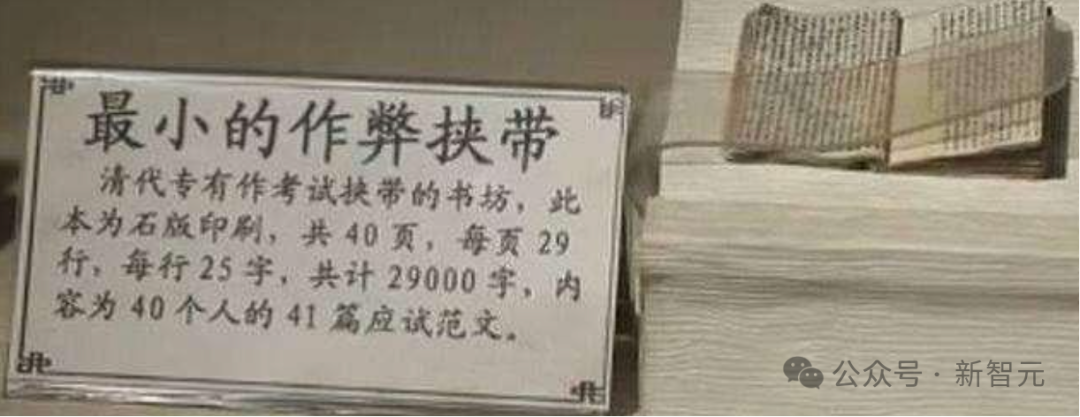 最小的作弊挟带
清代专有作考试挟带的书坊，此
本为石版印刷，共40页，每页29
行，每行25字，共计29000字，内
容为40个人的41篇应试范文。
公众号·新智元